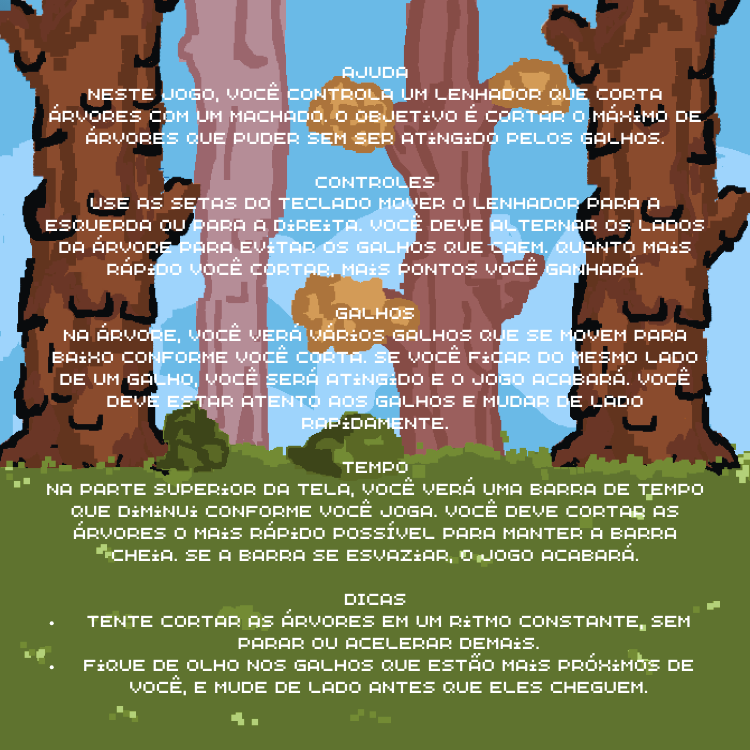 AJUDA
NESTE JOGO, VOCÊ CONTROLA UM LENHADOR QUE CORTA
ÁRVORES COM UM MACHADO. O OBJETIVO É CORTAR O MÁXIMO DE
ÁRVORES QUE PUDER SEM SER ATINGIDO PELOS GALHOS.
CONTROLES
USE AS SETAS DO TECLADO MOVER O LENHADOR PARA A
ESQUERDA OU PARA A DIREITA. VOCÊ DEVE ALTERNAR OS LADOS
DA ÁRVORE PARA EVITAR OS GALHOS QUE CAEM. QUANTO MAIS
RÁPIDO VOCÊ CORTAR, MAIS PONTOS VOCÊ GANHARÁ.
GALHOS
NA ÁRVORE, VOCÊ VERÁ VÁRIOS GALHOS QUE SE MOVEM PARA
BAIXO CONFORME VOCÊ CORTA. SE VOCÊ FICAR DO MESMO LADO
DE UM GALHO, VOCÊ SERÁ ATINGIDO E O JOGO ACABARÁ. VOCÊ
DEVE ESTAR ATENTO AOS GALHOS E MUDAR DE LADO
RAPIDAMENTE.
TEMPO
NA PARTE SUPERIOR DA TELA, VOCÊ VERÁ UMA BARRA DE TEMPO
QUE DIMINUI CONFORME VOCÊ JOGA. VOCÊ DEVE CORTAR AS
ÁRVORES O MAIS RÁPIDO POSSÍVEL PARA MANTER A BARRA
CHEIA. SE A BARRA SE ESVAZIAR, O JOGO ACABARÁ.
DICAS
• TENTE CORTAR AS ÁRVORES EM UM RITMO CONSTANTE, SEM
PARAR OU ACELERAR DEMAIS.
• FIQUE DE OLHO NOS GALHOS QUE ESTÃO MAIS PRÓXIMOS DE
VOCÊ, E MUDE DE LADO ANTES QUE ELES CHEGUEM.